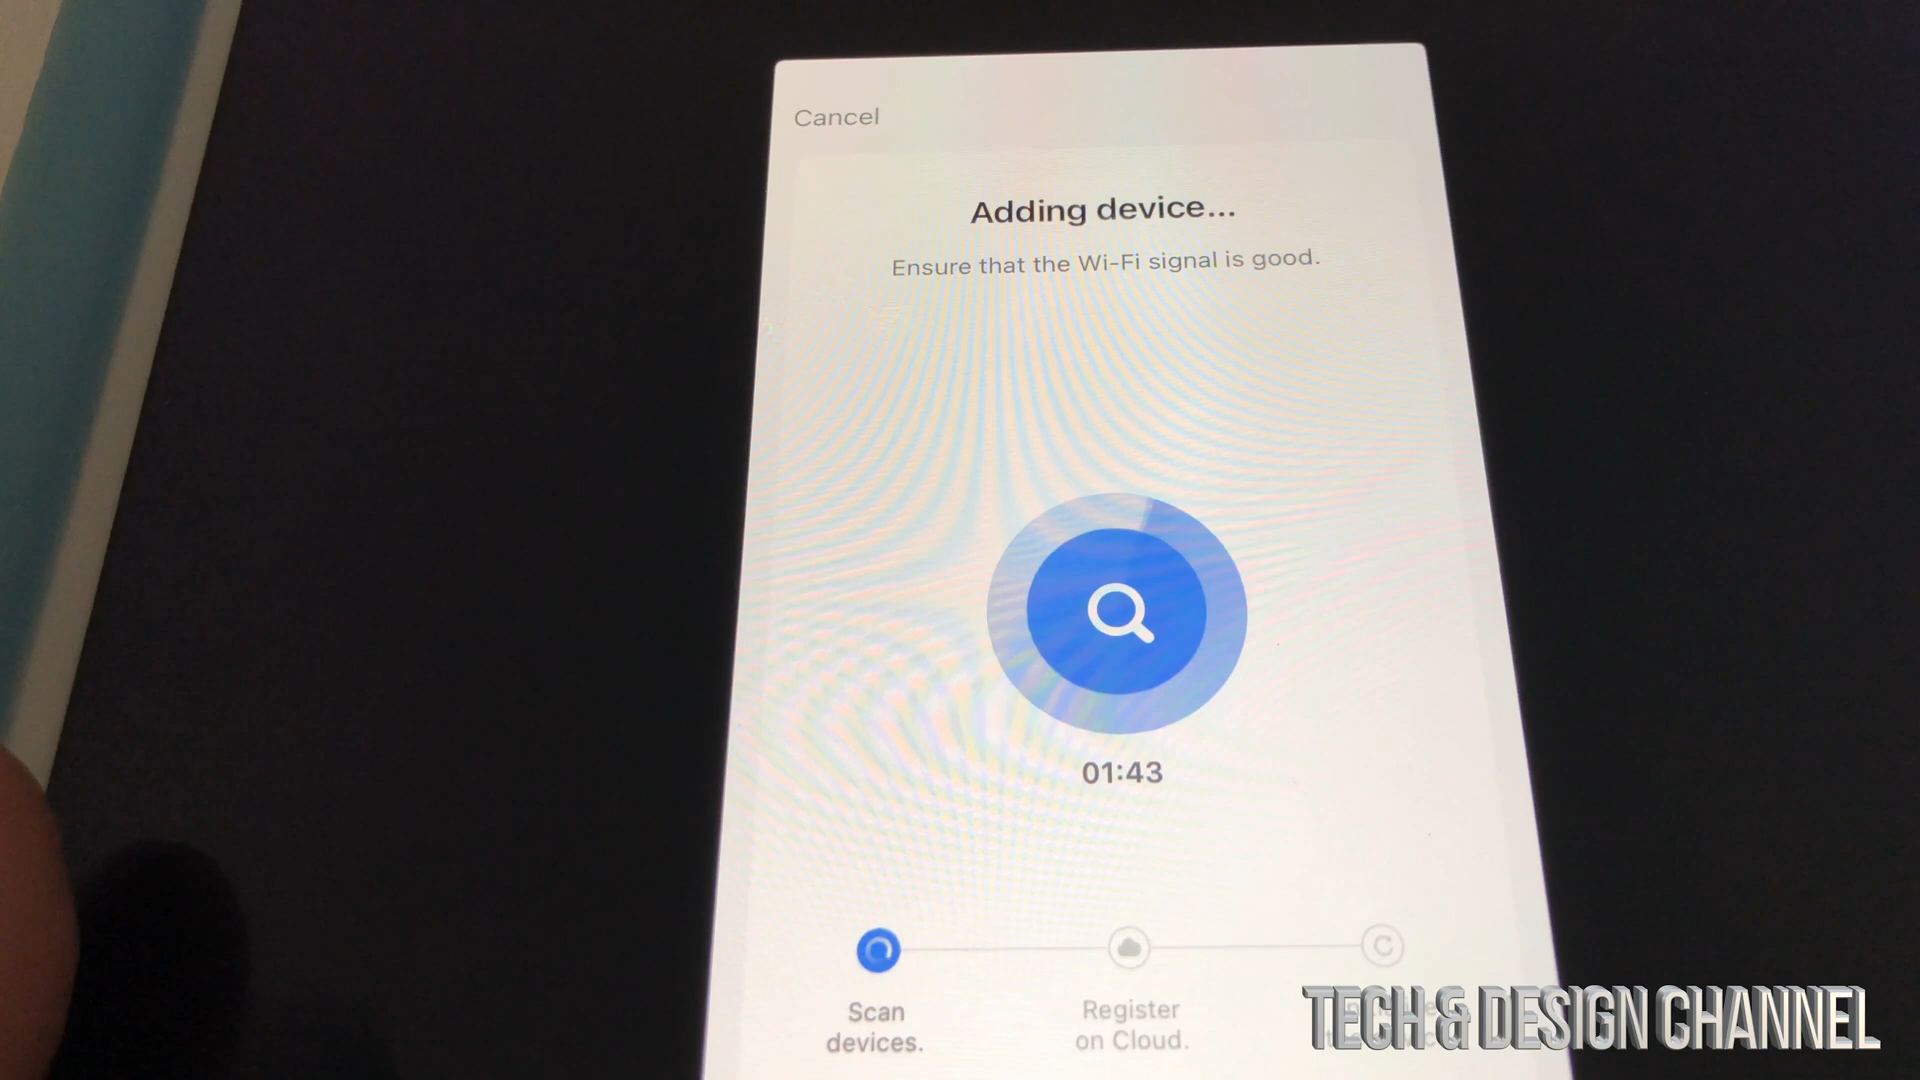 Cancel
Adding device...
Ensure that the Wi-Fi signal is good.
01:43
Scan
devices.
Register
on Cloud.
TECH & DESIGN CHANNEL